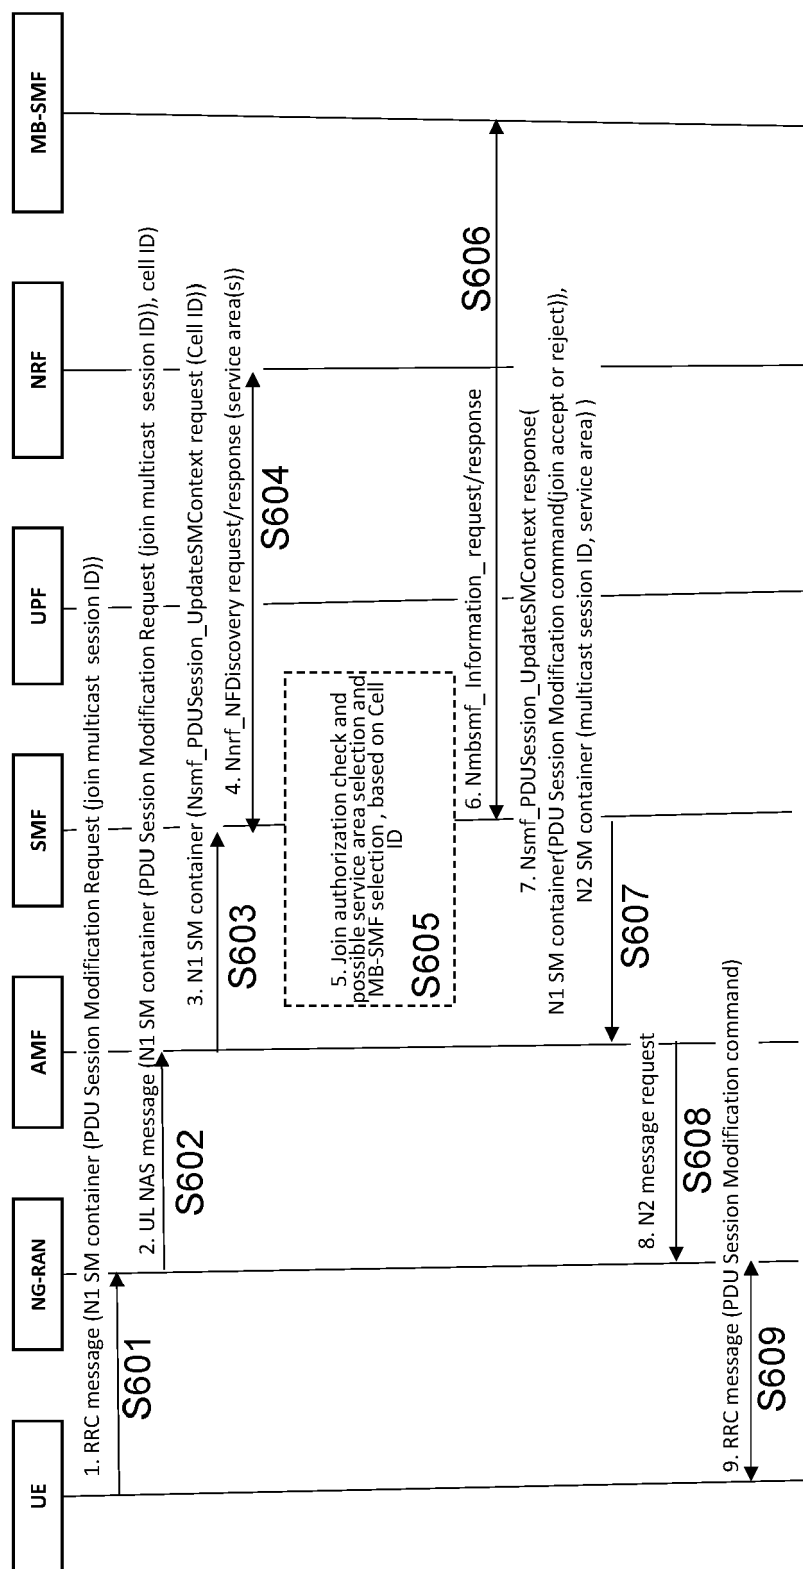 UE
NG-RAN
AMF
SMF
UPF
NRF
MB-SMF
1. RRC message (N1 SM container (PDU Session Modification Request (join multicast session ID))
S601
2. UL NAS message (N1 SM container (PDU Session Modification Request (join multicast session ID)), cell ID)
S602
3. N1 SM container (Nsmf_PDUSession_UpdateSMContext request (Cell ID))
S603
4. Nnrf_NFDiscovery request/response (service area(s))
S604
5. Join authorization check and
possible service area selection and
MB-SMF selection , based on Cell
ID
S605
6. Nmbsmf_Information_request/response
S606
7. Nsmf_PDUSession_UpdateSMContext response(
N1 SM container(PDU Session Modification command(join accept or reject)),
N2 SM container (multicast session ID, service area) )
S607
8. N2 message request
S608
9. RRC message (PDU Session Modification command)
S609